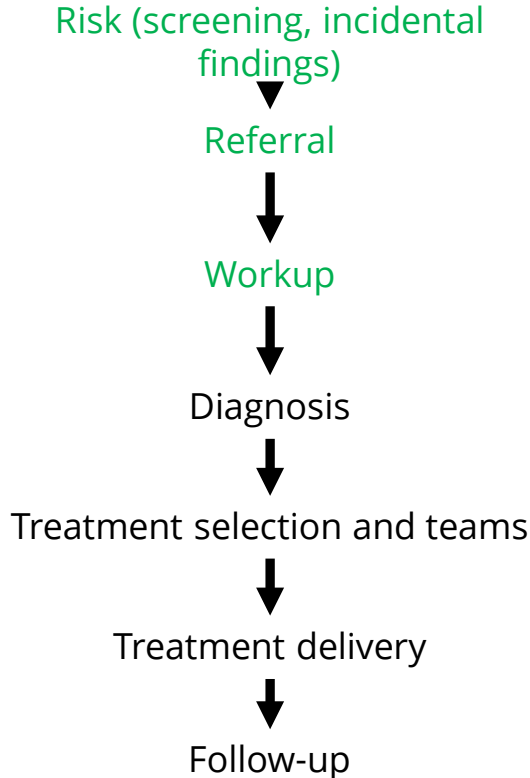 Risk (screening, incidental
findings)
Referral
Workup
Diagnosis
Treatment selection and teams
Treatment delivery
Follow-up